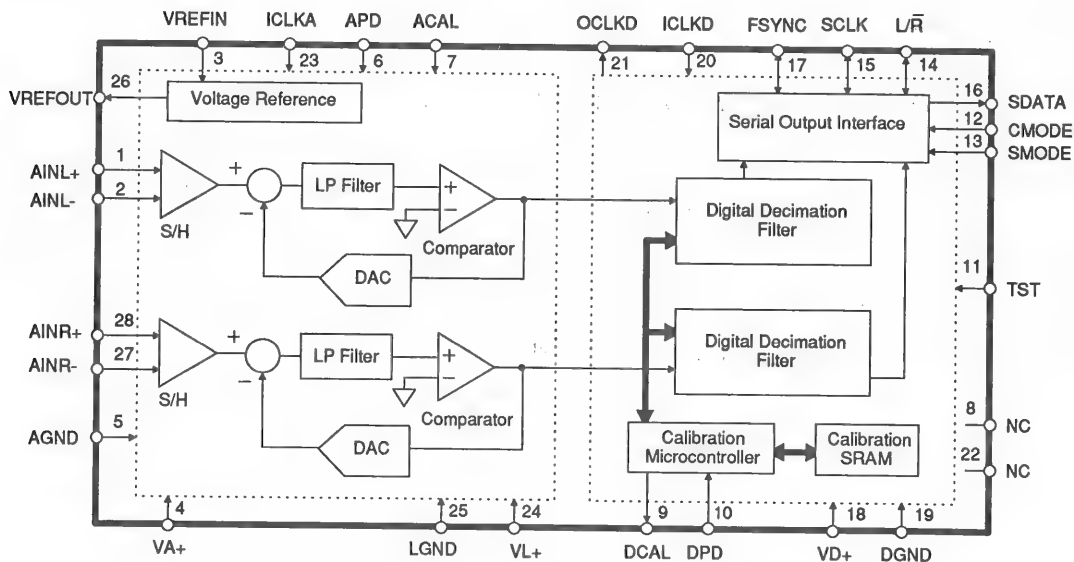 VREFIN ICLKA APD ACAL OCLKD ICLKD FSYNC SCLK L/R̅
3 23 6 7 21 20 17 15 14
VREFOUT 26 Voltage Reference
Serial Output Interface
16 SDATA
12 CMODE
13 SMODE
AINL+ 1
AINL- 2
S/H
+
−
LP Filter
+
−
Comparator
DAC
Digital Decimation
Filter
11
TST
AINR+ 28
AINR- 27
S/H
+
−
LP Filter
+
−
Comparator
DAC
Digital Decimation
Filter
AGND 5
8
NC
22
NC
Calibration
Microcontroller
Calibration
SRAM
4 25 24 9 10 18 19
VA+ LGND VL+ DCAL DPD VD+ DGND